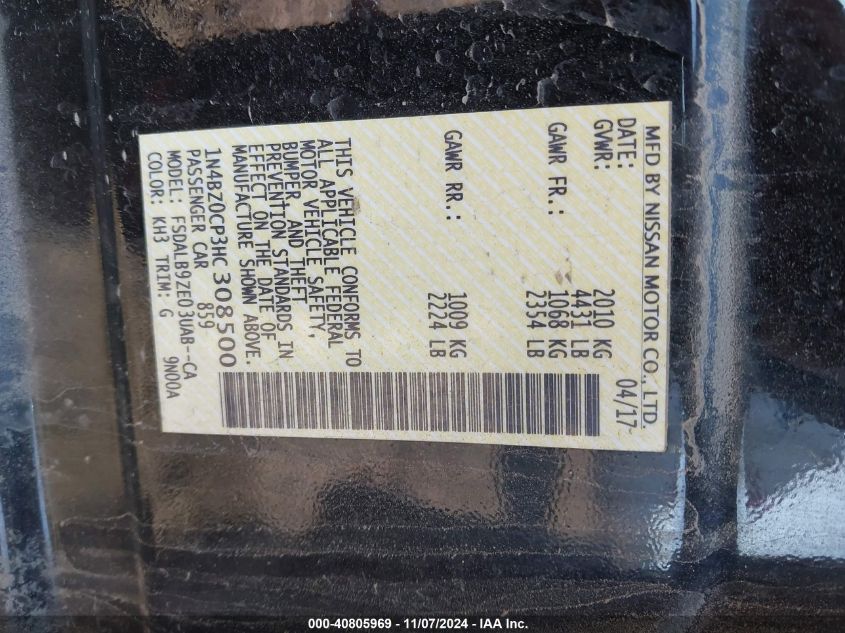 MFD BY NISSAN MOTOR CO., LTD.
DATE: 04/17
GVWR: 2010 KG
4431 LB
GAWR FR.: 1068 KG
2354 LB
GAWR RR.: 1009 KG
2224 LB
THIS VEHICLE CONFORMS TO
ALL APPLICABLE FEDERAL
MOTOR VEHICLE SAFETY,
BUMPER, AND THEFT
PREVENTION STANDARDS IN
EFFECT ON THE DATE OF
MANUFACTURE SHOWN ABOVE.
1N4BZ0CP3HC308500
PASSENGER CAR 859
MODEL: FSDALB9ZED3UAB--CA
COLOR: KH3 TRIM: G 9N00A
000-40805969 - 11/07/2024 - IAA Inc.